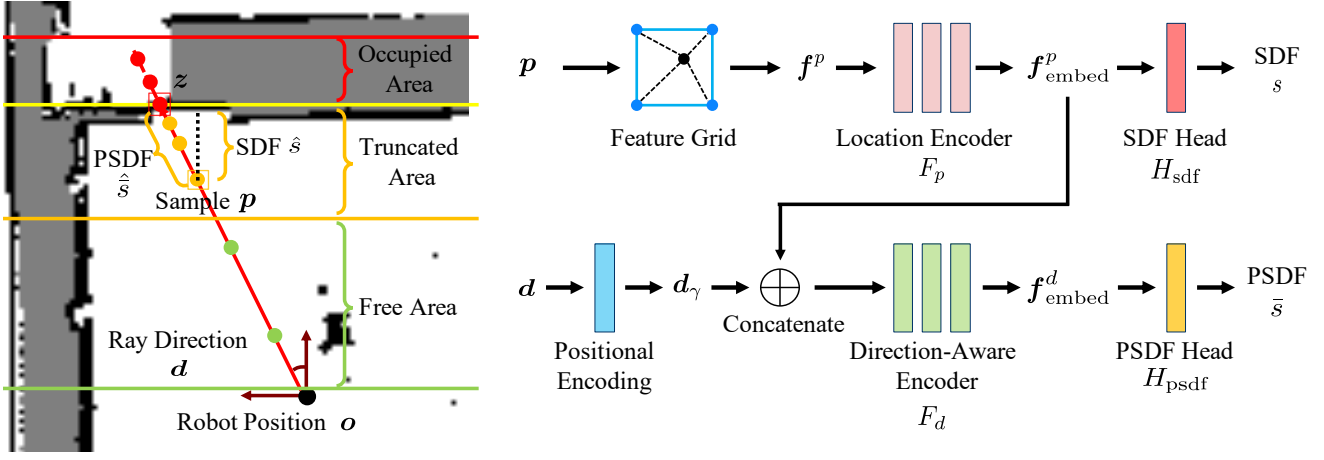 Occupied
Area
z
PSDF
ŝ̄
SDF ŝ
Truncated
Area
Sample p
Free Area
Ray Direction
d
Robot Position o
p
Feature Grid
f^p
Location Encoder
F_p
f^p_embed
SDF Head
H_sdf
SDF
s
d
Positional
Encoding
d_γ
Concatenate
Direction-Aware
Encoder
F_d
f^d_embed
PSDF Head
H_psdf
PSDF
s̄